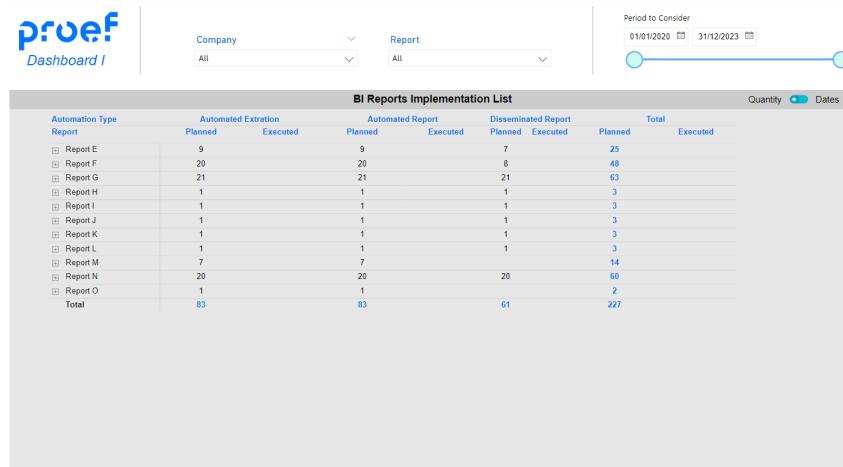 proef
Dashboard I
Company
All
Report
All
Period to Consider
01/01/2020 31/12/2023
BI Reports Implementation List
Quantity Dates
Automation Type Automated Extration Automated Report Disseminated Report Total
Report Planned Executed Planned Executed Planned Executed Planned Executed
Report E 9 9 7 25
Report F 20 20 8 48
Report G 21 21 21 63
Report H 1 1 1 3
Report I 1 1 1 3
Report J 1 1 1 3
Report K 1 1 1 3
Report L 1 1 1 3
Report M 7 7 14
Report N 20 20 20 60
Report O 1 1 2
Total 83 83 61 227